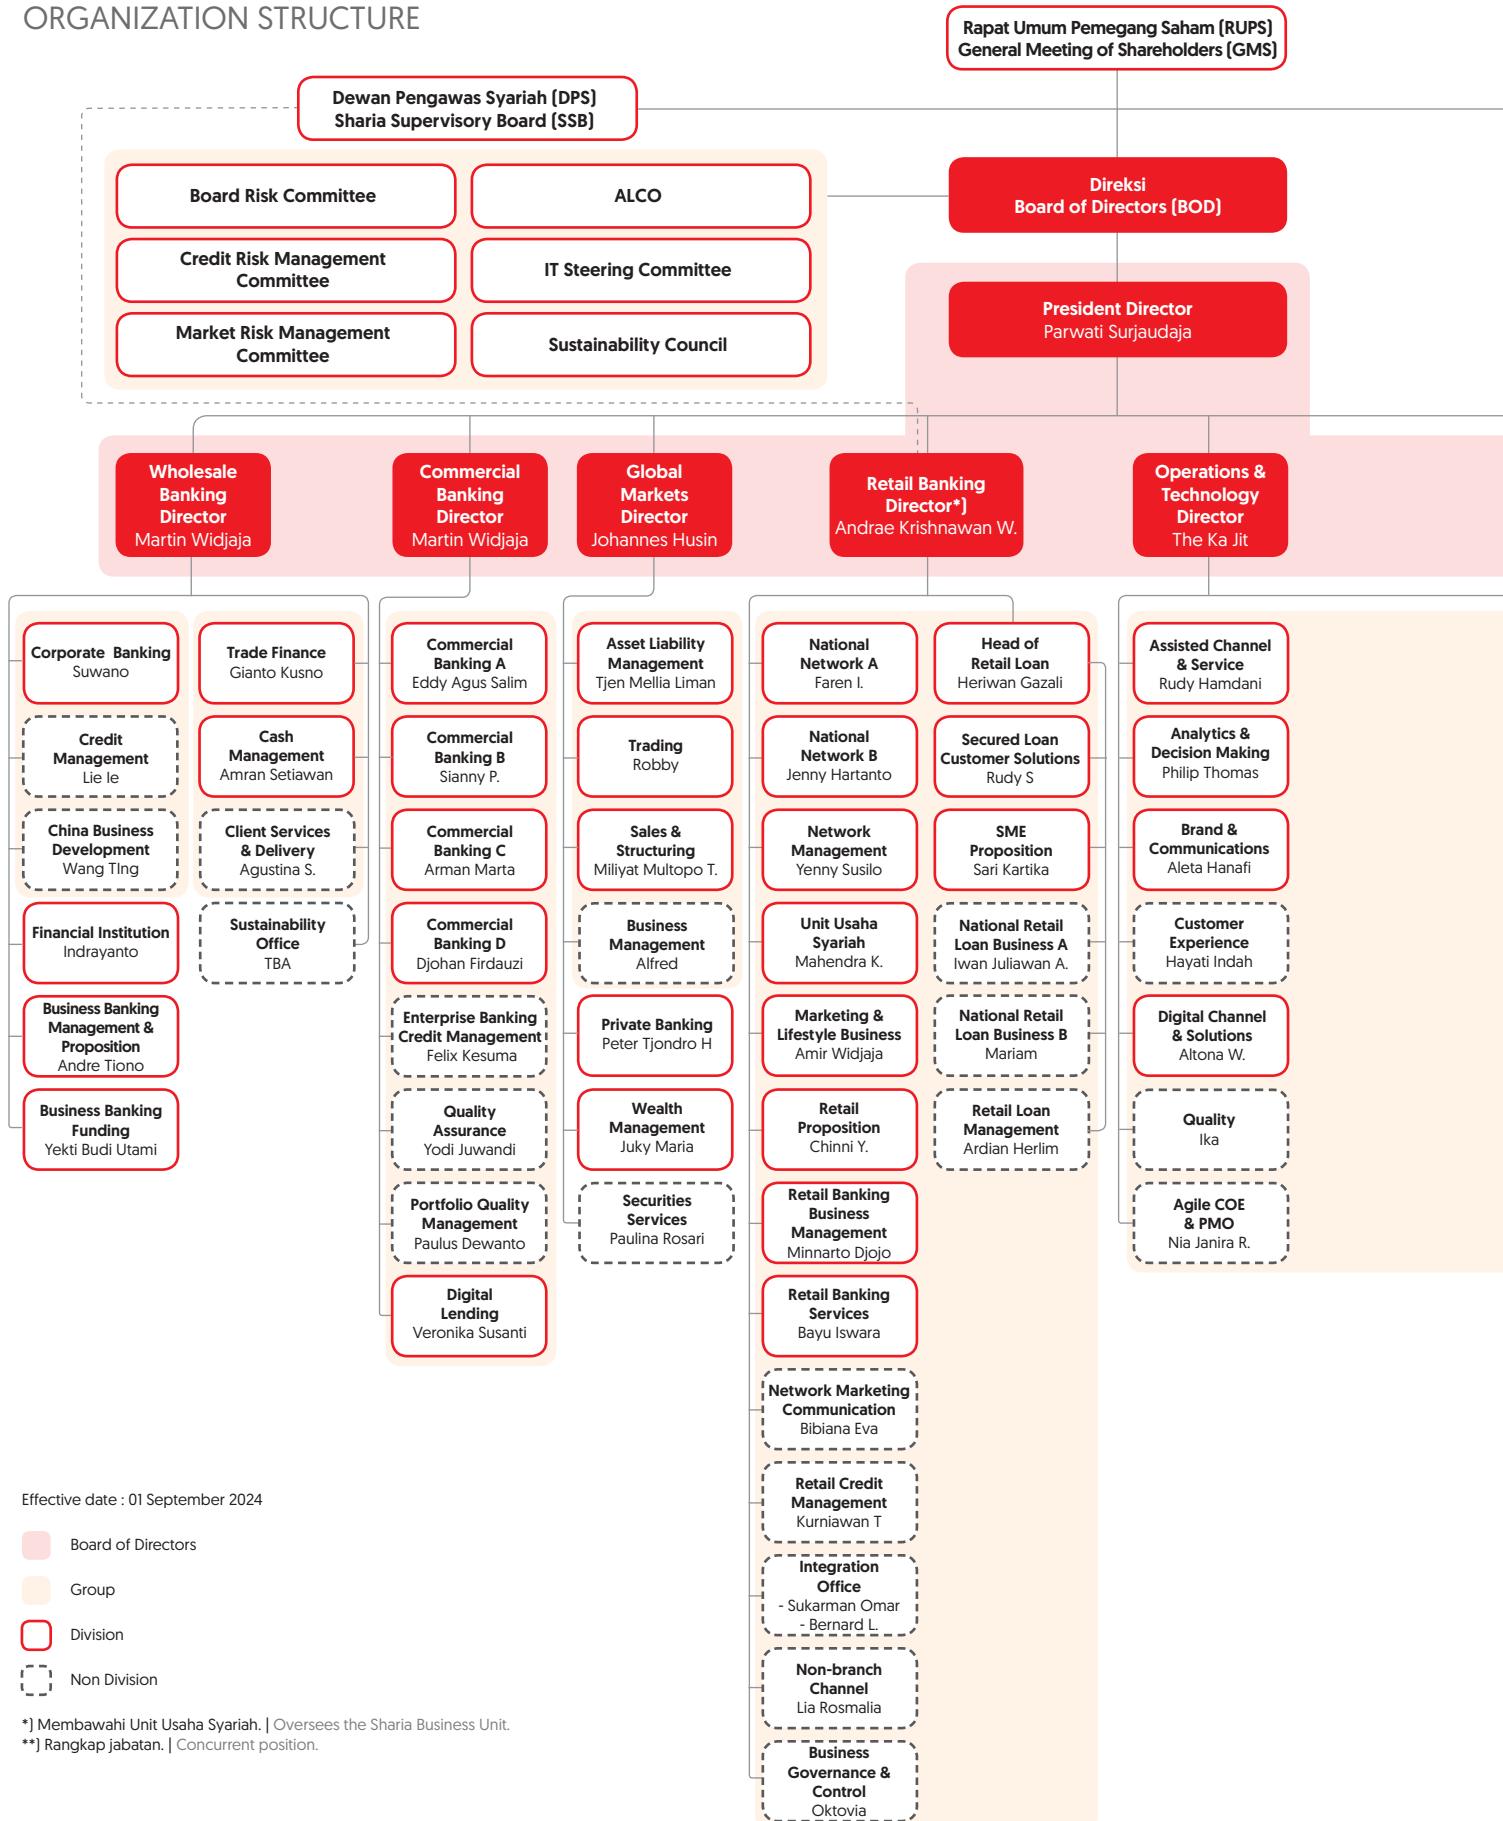 ORGANIZATION STRUCTURE
Rapat Umum Pemegang Saham (RUPS)
General Meeting of Shareholders (GMS)
Dewan Pengawas Syariah (DPS)
Sharia Supervisory Board (SSB)
Board Risk Committee
ALCO
Credit Risk Management
Committee
IT Steering Committee
Market Risk Management
Committee
Sustainability Council
Direksi
Board of Directors (BOD)
President Director
Parwati Surjaudaja
Wholesale
Banking
Director
Martin Widjaja
Commercial
Banking
Director
Martin Widjaja
Global
Markets
Director
Johannes Husin
Retail Banking
Director*)
Andrae Krishnawan W.
Operations &
Technology
Director
The Ka Jit
Corporate Banking
Suwano
Credit
Management
Lie Ie
China Business
Development
Wang TIng
Financial Institution
Indrayanto
Business Banking
Management &
Proposition
Andre Tiono
Business Banking
Funding
Yekti Budi Utami
Trade Finance
Gianto Kusno
Cash
Management
Amran Setiawan
Client Services
& Delivery
Agustina S.
Sustainability
Office
TBA
Commercial
Banking A
Eddy Agus Salim
Commercial
Banking B
Sianny P.
Commercial
Banking C
Arman Marta
Commercial
Banking D
Djohan Firdauzi
Enterprise Banking
Credit Management
Felix Kesuma
Quality
Assurance
Yodi Juwandi
Portfolio Quality
Management
Paulus Dewanto
Digital
Lending
Veronika Susanti
Asset Liability
Management
Tjen Mellia Liman
Trading
Robby
Sales &
Structuring
Miliyat Multopo T.
Business
Management
Alfred
Private Banking
Peter Tjondro H
Wealth
Management
Juky Maria
Securities
Services
Paulina Rosari
National
Network A
Faren I.
National
Network B
Jenny Hartanto
Network
Management
Yenny Susilo
Unit Usaha
Syariah
Mahendra K.
Marketing &
Lifestyle Business
Amir Widjaja
Retail
Proposition
Chinni Y.
Retail Banking
Business
Management
Minnarto Djojo
Retail Banking
Services
Bayu Iswara
Network Marketing
Communication
Bibiana Eva
Retail Credit
Management
Kurniawan T
Integration
Office
- Sukarman Omar
- Bernard L.
Non-branch
Channel
Lia Rosmalia
Business
Governance &
Control
Oktovia
Head of
Retail Loan
Heriwan Gazali
Secured Loan
Customer Solutions
Rudy S
SME
Proposition
Sari Kartika
National Retail
Loan Business A
Iwan Juliawan A.
National Retail
Loan Business B
Mariam
Retail Loan
Management
Ardian Herlim
Assisted Channel
& Service
Rudy Hamdani
Analytics &
Decision Making
Philip Thomas
Brand &
Communications
Aleta Hanafi
Customer
Experience
Hayati Indah
Digital Channel
& Solutions
Altona W.
Quality
Ika
Agile COE
& PMO
Nia Janira R.
Effective date : 01 September 2024
Board of Directors
Group
Division
Non Division
*) Membawahi Unit Usaha Syariah. | Oversees the Sharia Business Unit.
**) Rangkap jabatan. | Concurrent position.